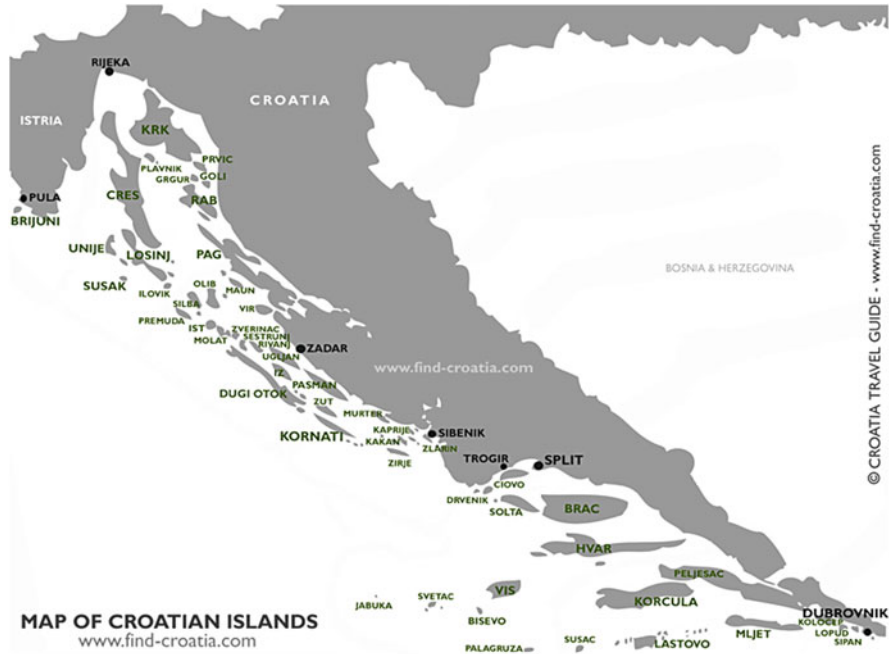 RIJEKA
CROATIA
ISTRIA
KRK
PRVIC
PLAVNIK
GRGUR
GOLI
PULA
CRES
RAB
BRIJUNI
UNIJE
LOSINJ
PAG
BOSNIA & HERZEGOVINA
SUSAK
ILOVIK
OLIB
MAUN
SILBA
VIR
PREMUDA
IST
ZVERINAC
MOLAT
SESTRUNJ
RIVANJ
ZADAR
UGLJAN
www.find-croatia.com
IZ
PASMAN
DUGI OTOK
ZUT
MURTER
KORNATI
KAPRIJE
SIBENIK
KAKAN
ZLARIN
ZIRJE
TROGIR
SPLIT
CIOVO
DRVENIK
SOLTA
BRAC
HVAR
PELJESAC
VIS
KORCULA
SVETAC
JABUKA
BISEVO
DUBROVNIK
KOLOCEP
LOPUD
SIPAN
MLJET
SUSAC
LASTOVO
PALAGRUZA
MAP OF CROATIAN ISLANDS
www.find-croatia.com
© CROATIA TRAVEL GUIDE - www.find-croatia.com